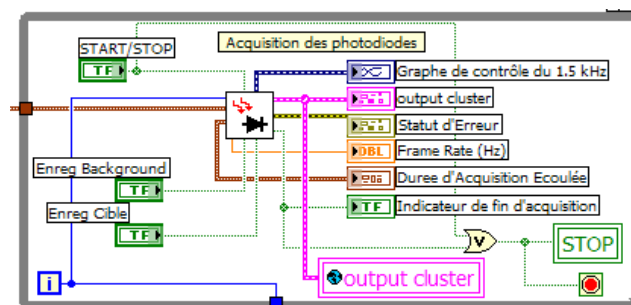 START/STOP
Acquisition des photodiodes
TF
Graphe de contrôle du 1.5 kHz
output cluster
Statut d'Erreur
DBL
Frame Rate (Hz)
Enreg Background
Duree d'Acquisition Ecoulée
TF
TF
Indicateur de fin d'acquisition
Enreg Cible
TF
V
STOP
i
output cluster